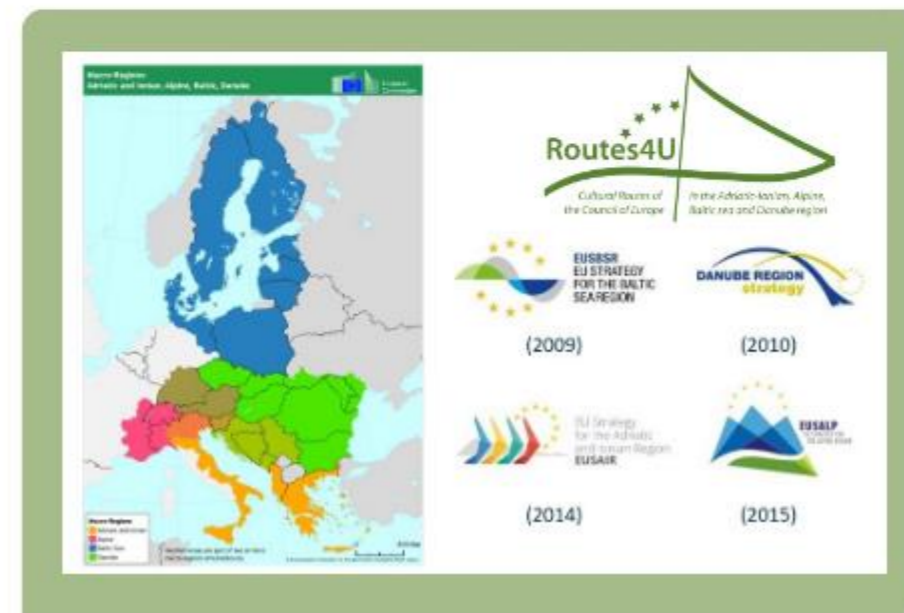 Macro Regions
Adriatic and Ionian, Alpine, Baltic, Danube
European
Commission
Macro Regions
Adriatic and Ionian
Alpine
Baltic Sea
Danube
Routes4U
Cultural Routes of
the Council of Europe
in the Adriatic-Ionian, Alpine,
Baltic sea and Danube region
EUSBSR
EU STRATEGY
FOR THE BALTIC
SEA REGION
(2009)
DANUBE REGION
strategy
(2010)
EU Strategy
for the Adriatic
and Ionian Region
EUSAIR
(2014)
EUSALP
(2015)